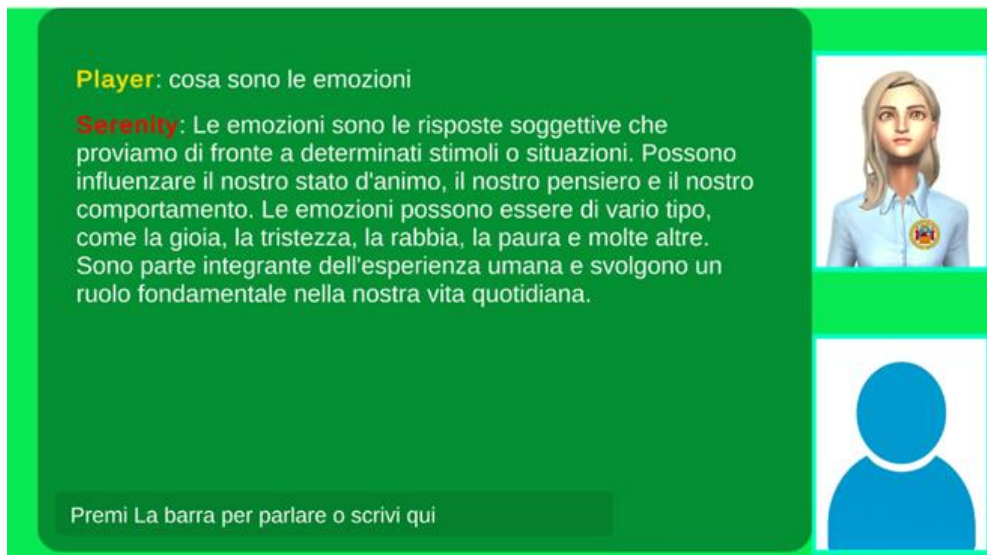 Player: cosa sono le emozioni
Serenity: Le emozioni sono le risposte soggettive che
proviamo di fronte a determinati stimoli o situazioni. Possono
influenzare il nostro stato d'animo, il nostro pensiero e il nostro
comportamento. Le emozioni possono essere di vario tipo,
come la gioia, la tristezza, la rabbia, la paura e molte altre.
Sono parte integrante dell'esperienza umana e svolgono un
ruolo fondamentale nella nostra vita quotidiana.
Premi La barra per parlare o scrivi qui